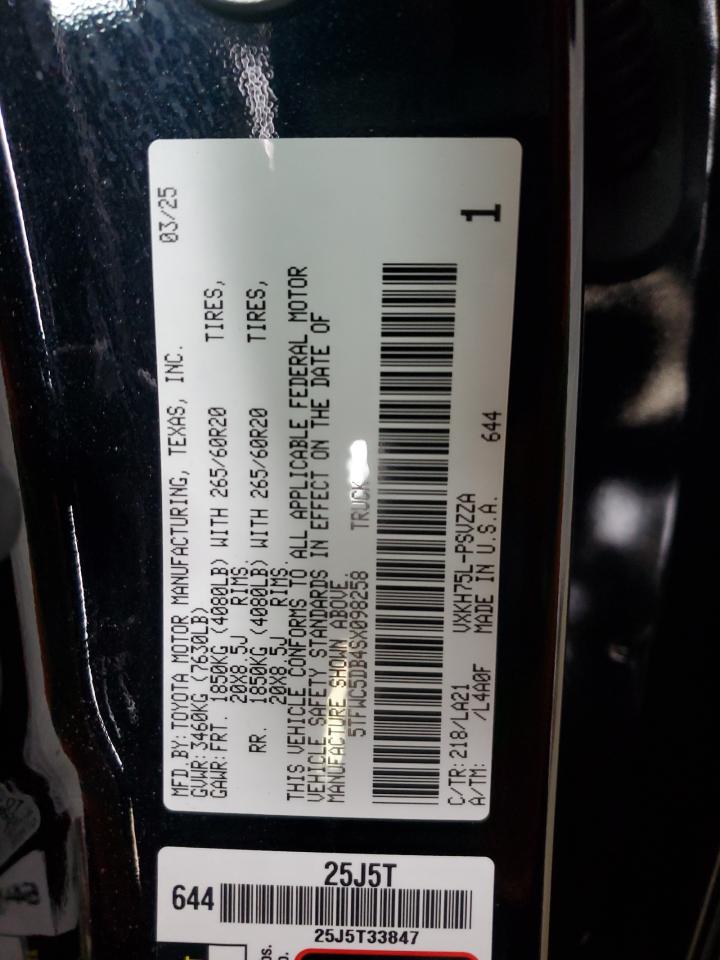 MFD.BY:TOYOTA MOTOR MANUFACTURING, TEXAS, INC. 03/25
GVWR:3460KG (7630LB)
GAWR:FRT. 1850KG (4080LB) WITH 265/60R20 TIRES,
20X8.5J RIMS.
RR. 1850KG (4080LB) WITH 265/60R20 TIRES,
20X8.5J RIMS.
THIS VEHICLE CONFORMS TO ALL APPLICABLE FEDERAL MOTOR
VEHICLE SAFETY STANDARDS IN EFFECT ON THE DATE OF
MANUFACTURE SHOWN ABOVE.
5TFWC5DB4SX098258 TRUCK
C/TR:218/LA21 VXKH75L-PSVZZA 644
A/TM: /L4A0F MADE IN U.S.A.
1
25J5T
644
25J5T33847